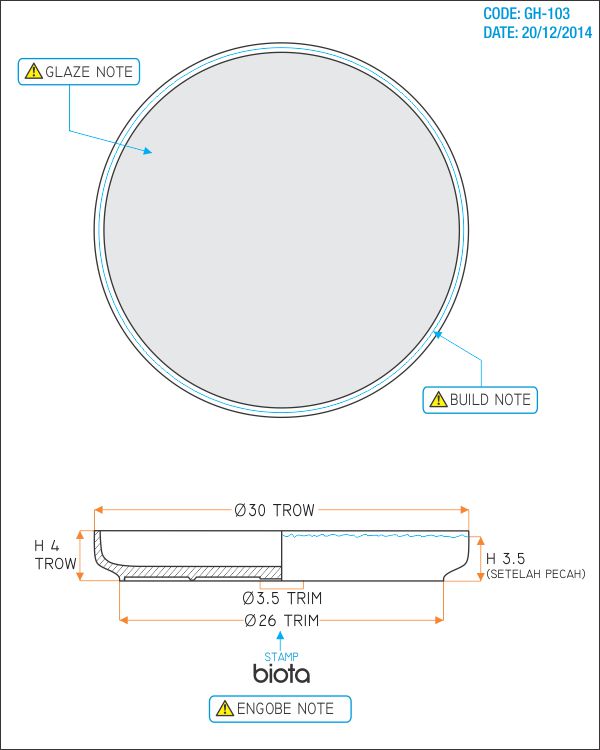 CODE: GH-103
DATE: 20/12/2014
GLAZE NOTE
BUILD NOTE
Ø30 TROW
H 4
TROW
H 3.5
(SETELAH PECAH)
Ø3.5 TRIM
Ø26 TRIM
STAMP
biota
ENGOBE NOTE